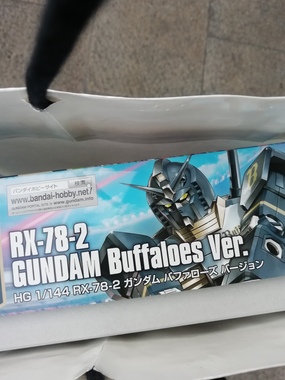 バンダイホビーサイト
検索
www.bandai-hobby.net/
www.gundam.info
RX-78-2
GUNDAM Buffaloes Ver.
HG 1/144 RX-78-2 ガンダム バファローズ バージョン